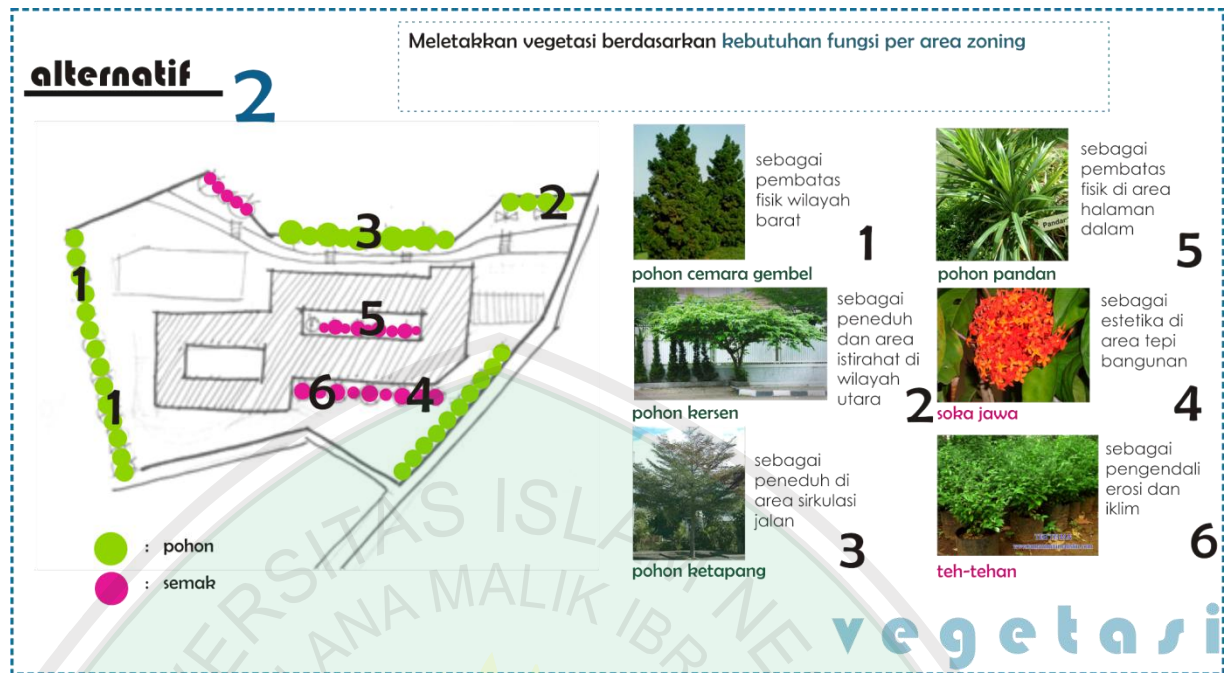 alternatif 2
Meletakkan vegetasi berdasarkan kebutuhan fungsi per area zoning
1
1
2
3
5
6
4
: pohon
: semak
sebagai
pembatas
fisik wilayah
barat
1
pohon cemara gembel
sebagai
peneduh
dan area
istirahat di
wilayah
utara
2
pohon kersen
sebagai
peneduh di
area sirkulasi
jalan
3
pohon ketapang
Pandan
sebagai
pembatas
fisik di area
halaman
dalam
5
pohon pandan
sebagai
estetika di
area tepi
bangunan
4
soka jawa
sebagai
pengendali
erosi dan
iklim
6
teh-tehan
vegetasi